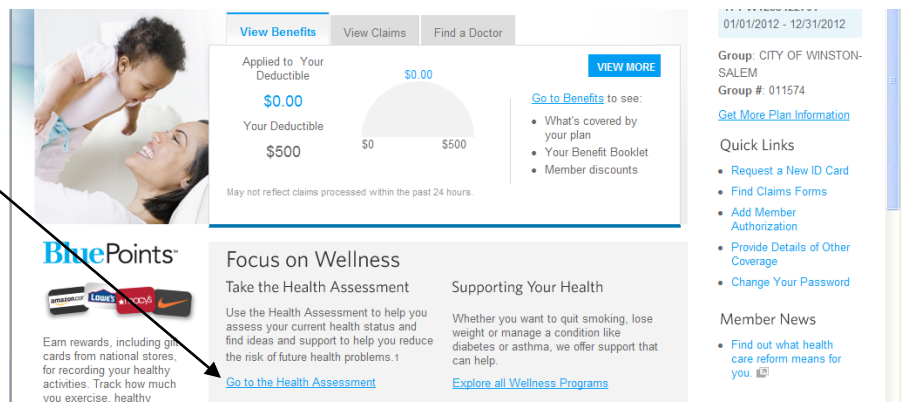 View Benefits
View Claims
Find a Doctor
Applied to Your
Deductible
$0.00
Your Deductible
$500
$0.00
$0
$500
VIEW MORE
Go to Benefits to see:
• What's covered by
your plan
• Your Benefit Booklet
• Member discounts
May not reflect claims processed within the past 24 hours.
BluePoints
amazon.com
Lowe's
macy's
Earn rewards, including gift
cards from national stores,
for recording your healthy
activities. Track how much
you exercise, healthy
Focus on Wellness
Take the Health Assessment
Use the Health Assessment to help you
assess your current health status and
find ideas and support to help you reduce
the risk of future health problems.1
Go to the Health Assessment
Supporting Your Health
Whether you want to quit smoking, lose
weight or manage a condition like
diabetes or asthma, we offer support that
can help.
Explore all Wellness Programs
01/01/2012 - 12/31/2012
Group: CITY OF WINSTON-
SALEM
Group #: 011574
Get More Plan Information
Quick Links
• Request a New ID Card
• Find Claims Forms
• Add Member
Authorization
• Provide Details of Other
Coverage
• Change Your Password
Member News
• Find out what health
care reform means for
you.